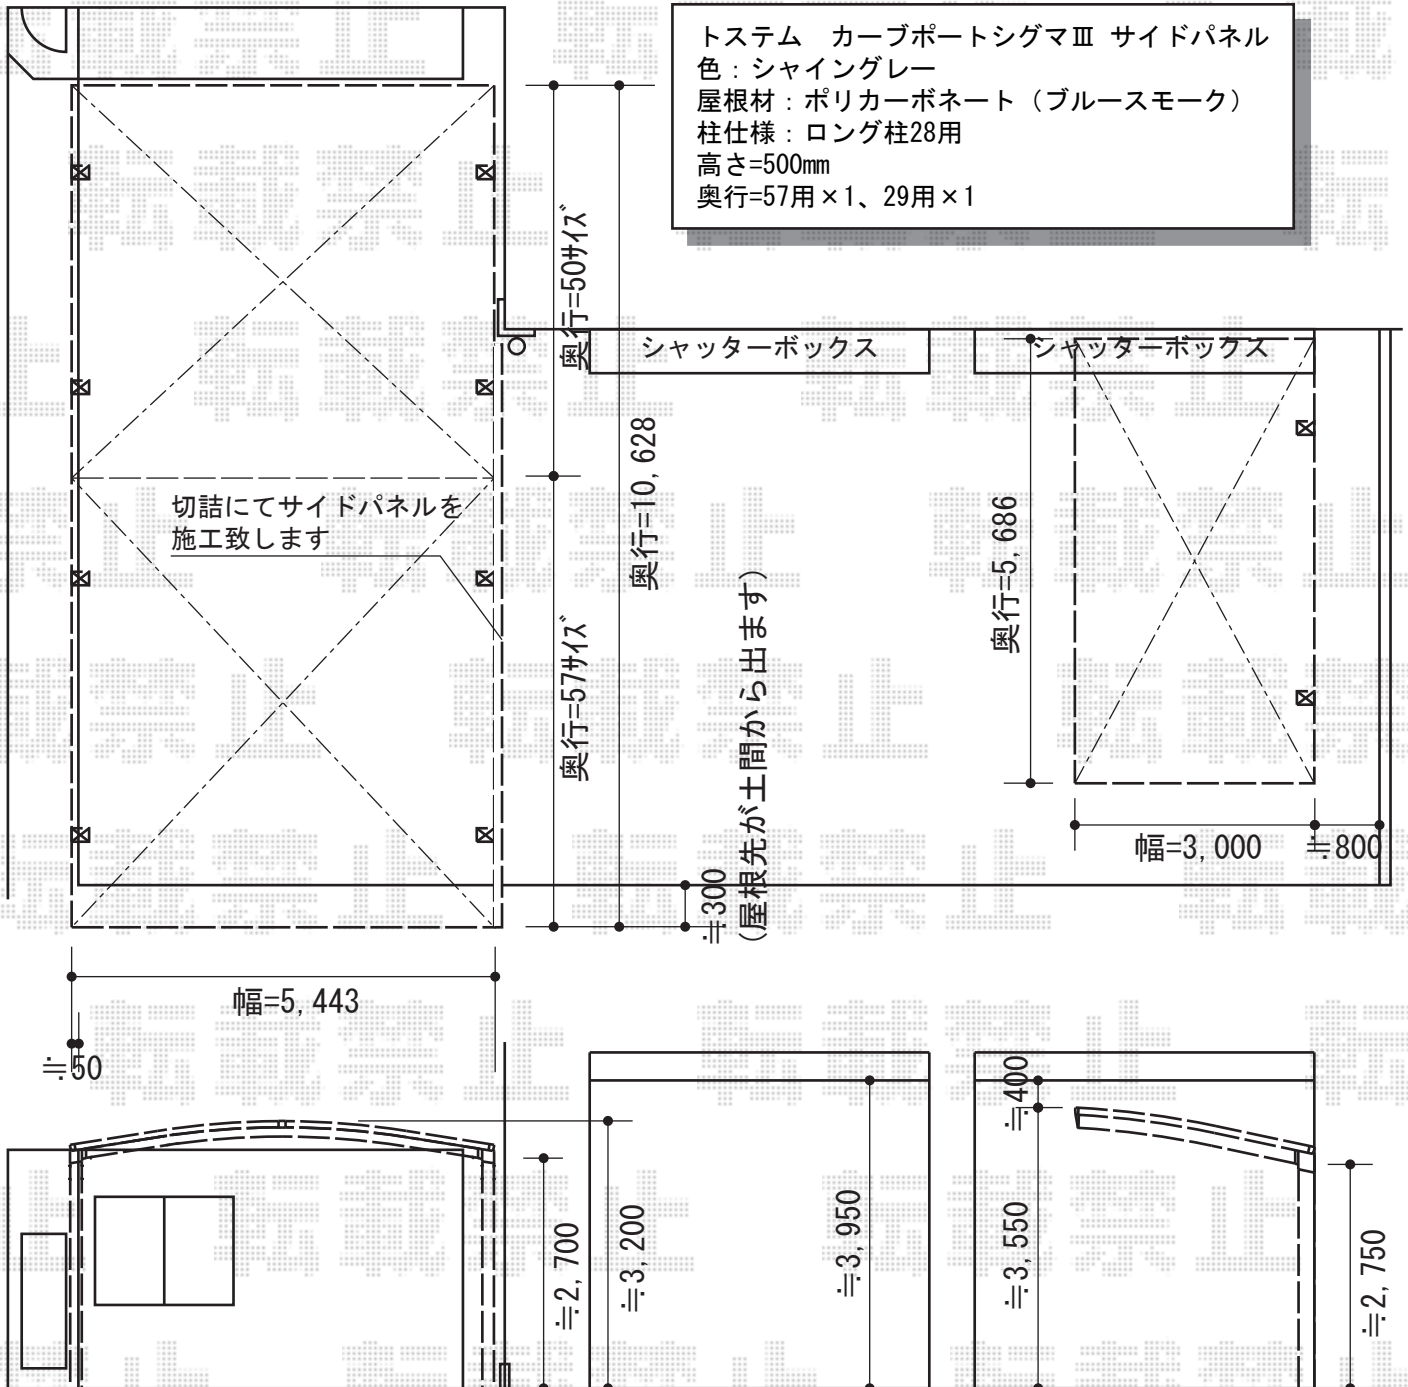 トステム　カーブポートシグマⅢ サイドパネル
色：シャイングレー
屋根材：ポリカーボネート（ブルースモーク）
柱仕様：ロング柱28用
高さ=500mm
奥行=57用×1、29用×1
奥行=50ｻｲｽﾞ
シャッターボックス
シャッターボックス
奥行=10,628
切詰にてサイドパネルを
施工致します
奥行=5,686
奥行=57ｻｲｽﾞ
幅=3,000
≒800
≒300
（屋根先が土間から出ます）
幅=5,443
≒50
≒400
≒2,700
≒3,200
≒3,950
≒3,550
≒2,750
転載禁止